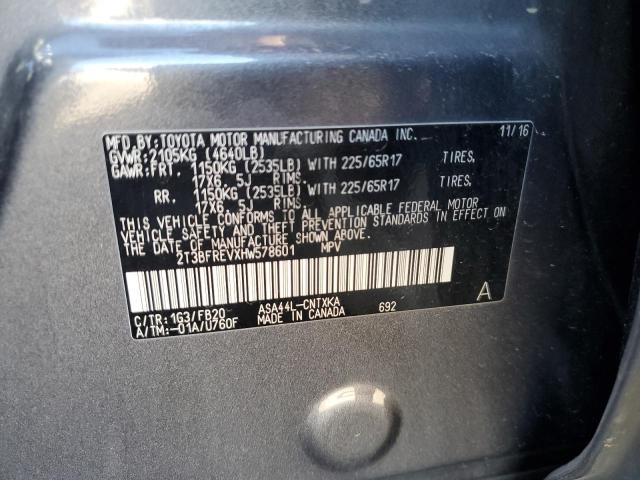 MFD.BY:TOYOTA MOTOR MANUFACTURING CANADA INC. 11/16
GVWR:2105KG (4640LB)
GAWR:FRT. 1150KG (2535LB) WITH 225/65R17 TIRES,
17X6.5J RIMS.
RR. 1150KG (2535LB) WITH 225/65R17 TIRES,
17X6.5J RIMS.
THIS VEHICLE CONFORMS TO ALL APPLICABLE FEDERAL MOTOR
VEHICLE SAFETY AND THEFT PREVENTION STANDARDS IN EFFECT ON
THE DATE OF MANUFACTURE SHOWN ABOVE.
2T3BFREVXHW578601 MPV
A
C/TR:1G3/FB20 ASA44L-CNTXKA 692
A/TM:-01A/U760F MADE IN CANADA